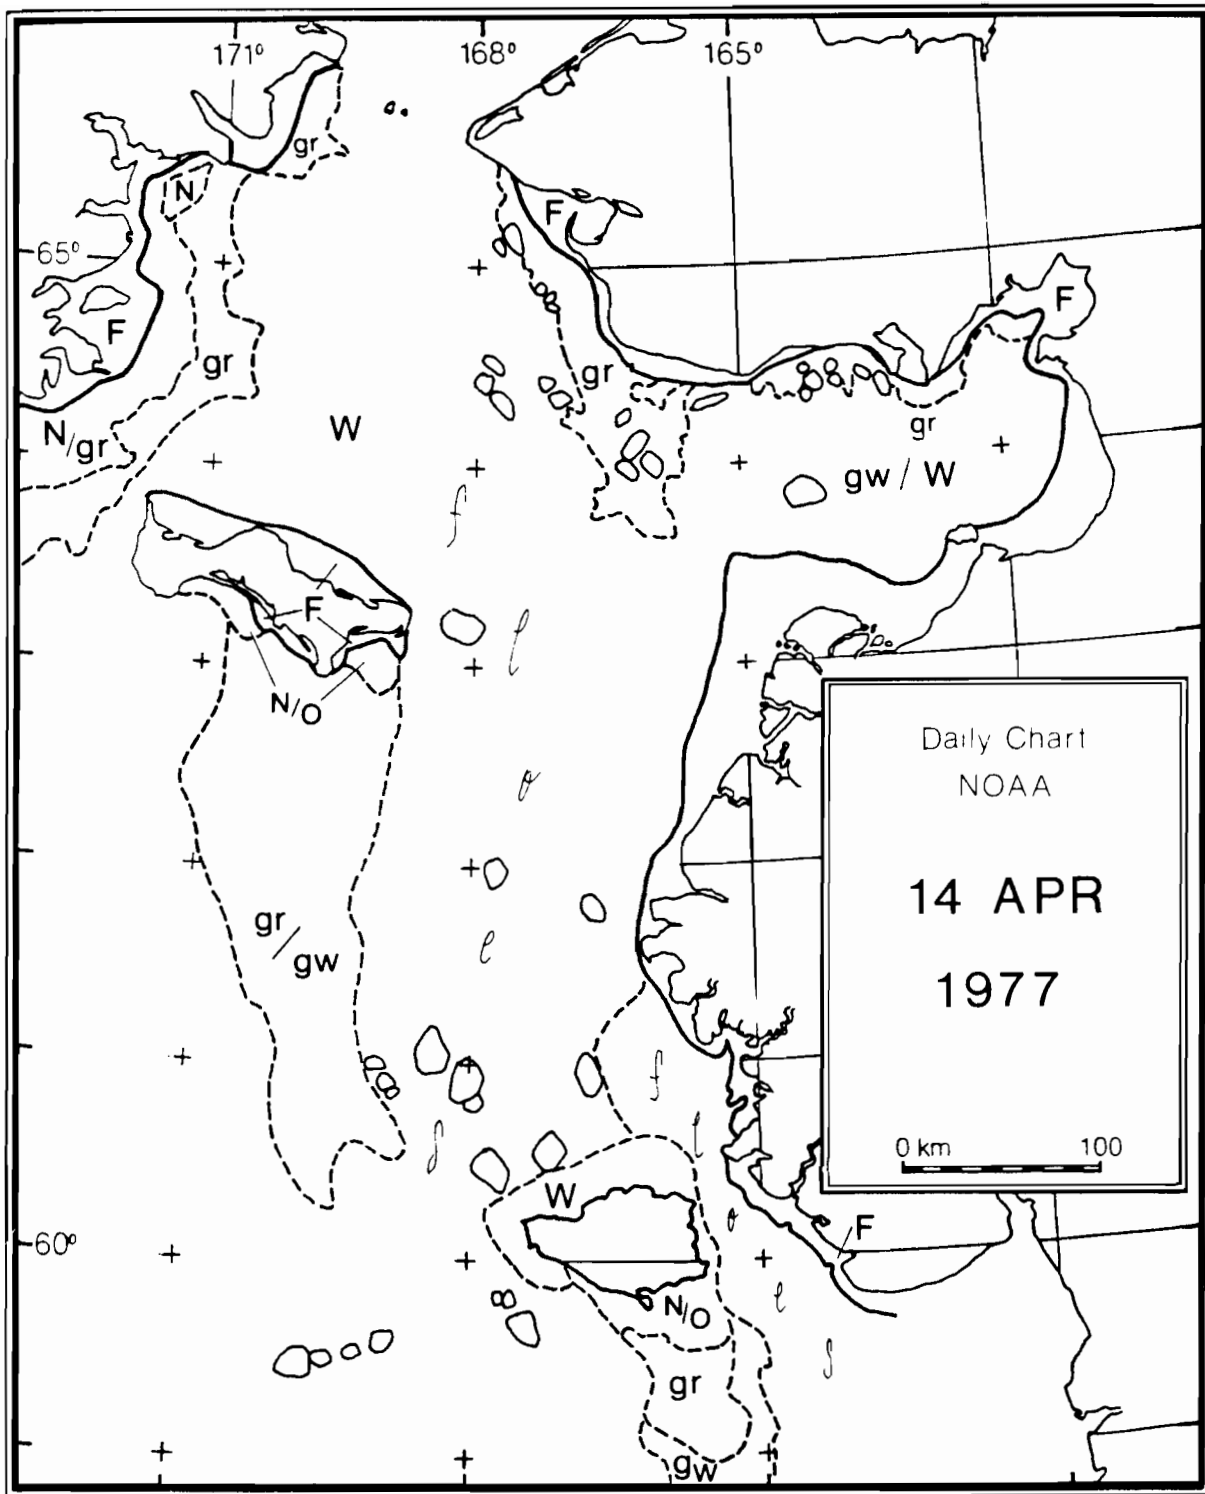 171° 168° 165°
gr
N
F
65°
F
F
gr
gr
N/gr
W
gr
gw / W
f
F
l
N/O
Daily Chart
NOAA
o
14 APR
gr/gw
e
1977
f
s
l
0 km 100
W
o
F
60°
N/O
e
s
gr
gw